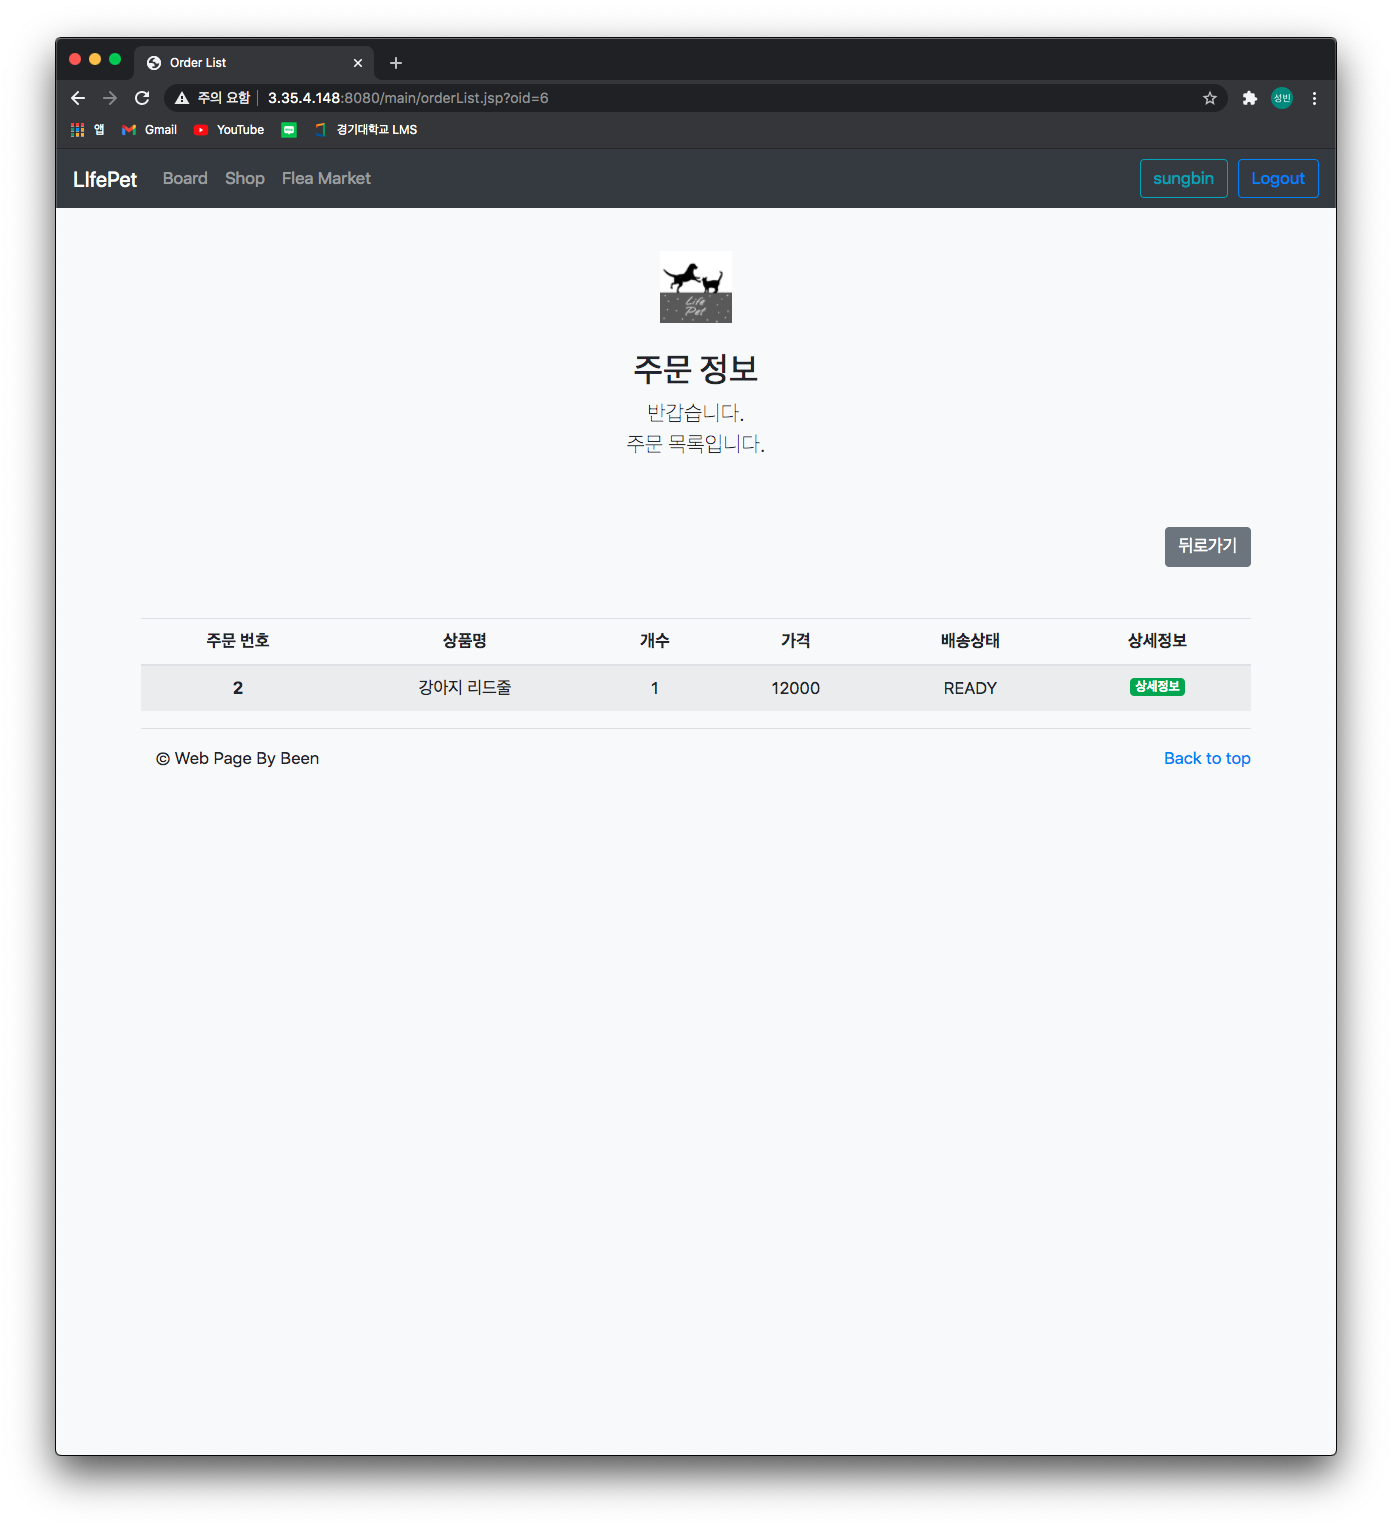 Order List
주의 요함 3.35.4.148:8080/main/orderList.jsp?oid=6
성빈
앱 Gmail YouTube 경기대학교 LMS
LIfePet Board Shop Flea Market sungbin Logout
Life
Pet
주문 정보
반갑습니다.
주문 목록입니다.
뒤로가기
주문 번호 상품명 개수 가격 배송상태 상세정보
2 강아지 리드줄 1 12000 READY 상세정보
© Web Page By Been Back to top